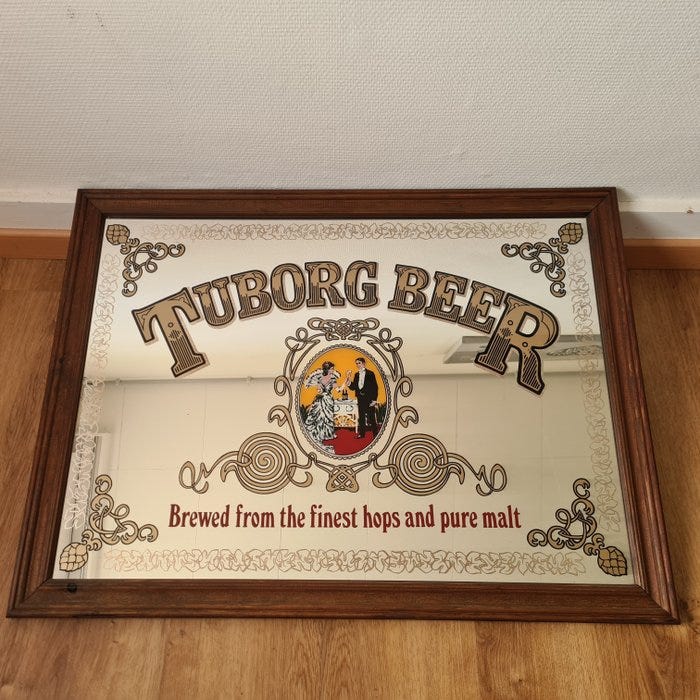 TUBORG BEER
Brewed from the finest hops and pure malt